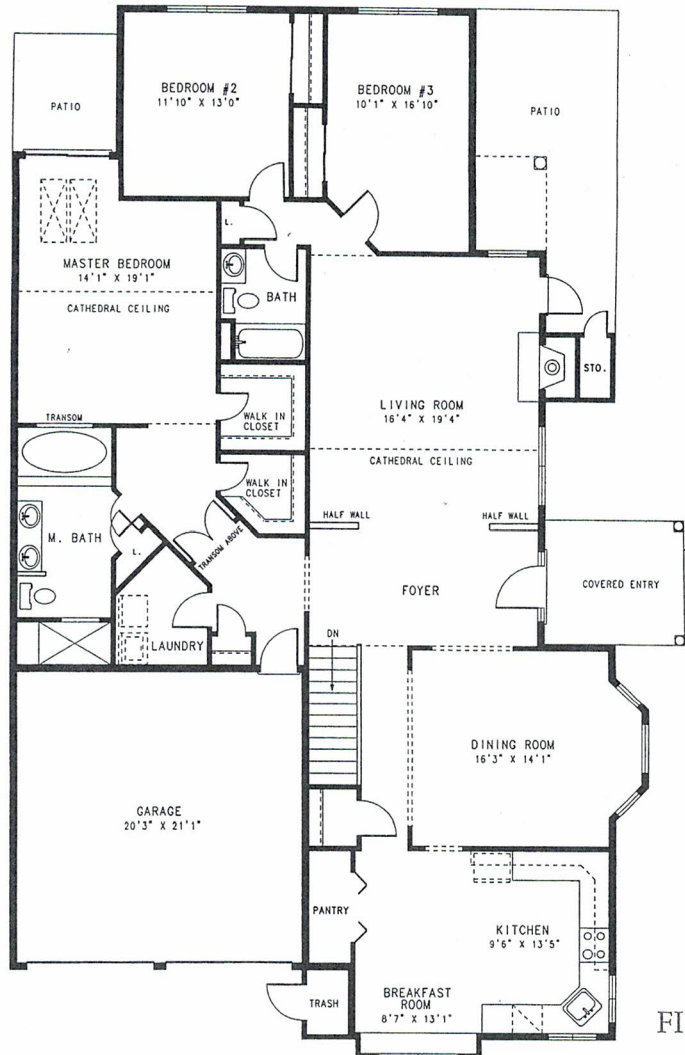 BEDROOM #2
11'10" X 13'0"
BEDROOM #3
10'1" X 16'10"
PATIO
PATIO
L.
MASTER BEDROOM
14'1" X 19'1"
CATHEDRAL CEILING
BATH
STO.
WALK IN
CLOSET
LIVING ROOM
16'4" X 19'4"
CATHEDRAL CEILING
TRANSOM
WALK IN
CLOSET
HALF WALL
HALF WALL
M. BATH
L.
TRANSOM ABOVE
FOYER
COVERED ENTRY
LAUNDRY
DN
DINING ROOM
16'3" X 14'1"
GARAGE
20'3" X 21'1"
PANTRY
KITCHEN
9'6" X 13'5"
BREAKFAST
ROOM
8'7" X 13'1"
TRASH
FI